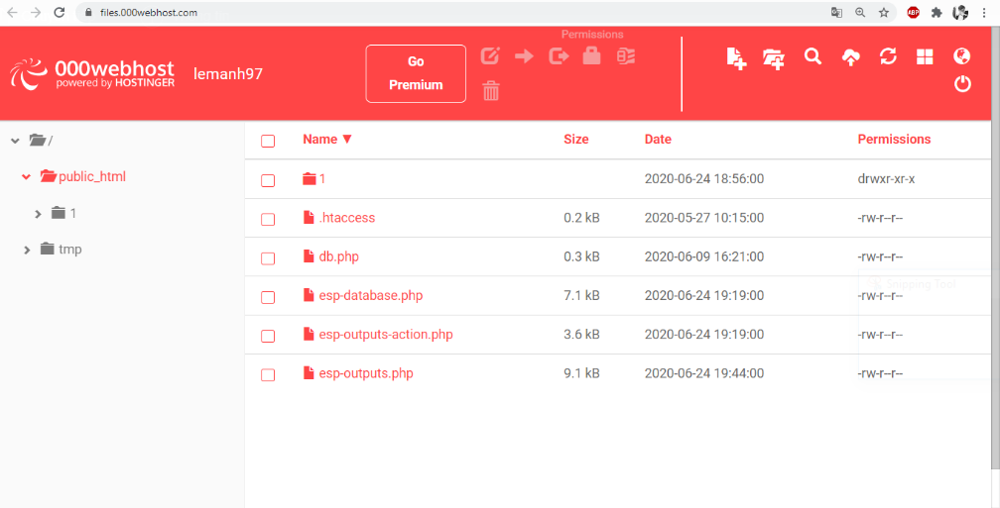 files.000webhost.com
ABP
Permissions
000webhost
powered by HOSTINGER
lemanh97
Go
Premium
/
public_html
1
tmp
Name ▼ Size Date Permissions
1 2020-06-24 18:56:00 drwxr-xr-x
.htaccess 0.2 kB 2020-05-27 10:15:00 -rw-r--r--
db.php 0.3 kB 2020-06-09 16:21:00 -rw-r--r--
Snipping Tool
esp-database.php 7.1 kB 2020-06-24 19:19:00 -rw-r--r--
esp-outputs-action.php 3.6 kB 2020-06-24 19:19:00 -rw-r--r--
esp-outputs.php 9.1 kB 2020-06-24 19:44:00 -rw-r--r--